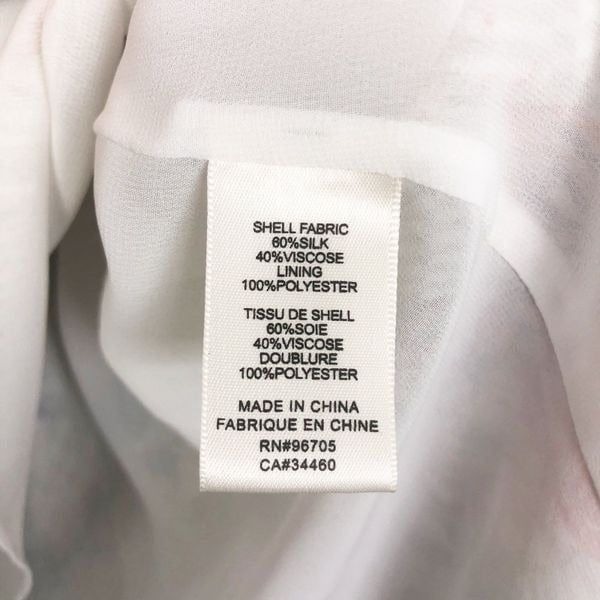 SHELL FABRIC
60%SILK
40%VISCOSE
LINING
100%POLYESTER
TISSU DE SHELL
60%SOIE
40%VISCOSE
DOUBLURE
100%POLYESTER
MADE IN CHINA
FABRIQUE EN CHINE
RN#96705
CA#34460